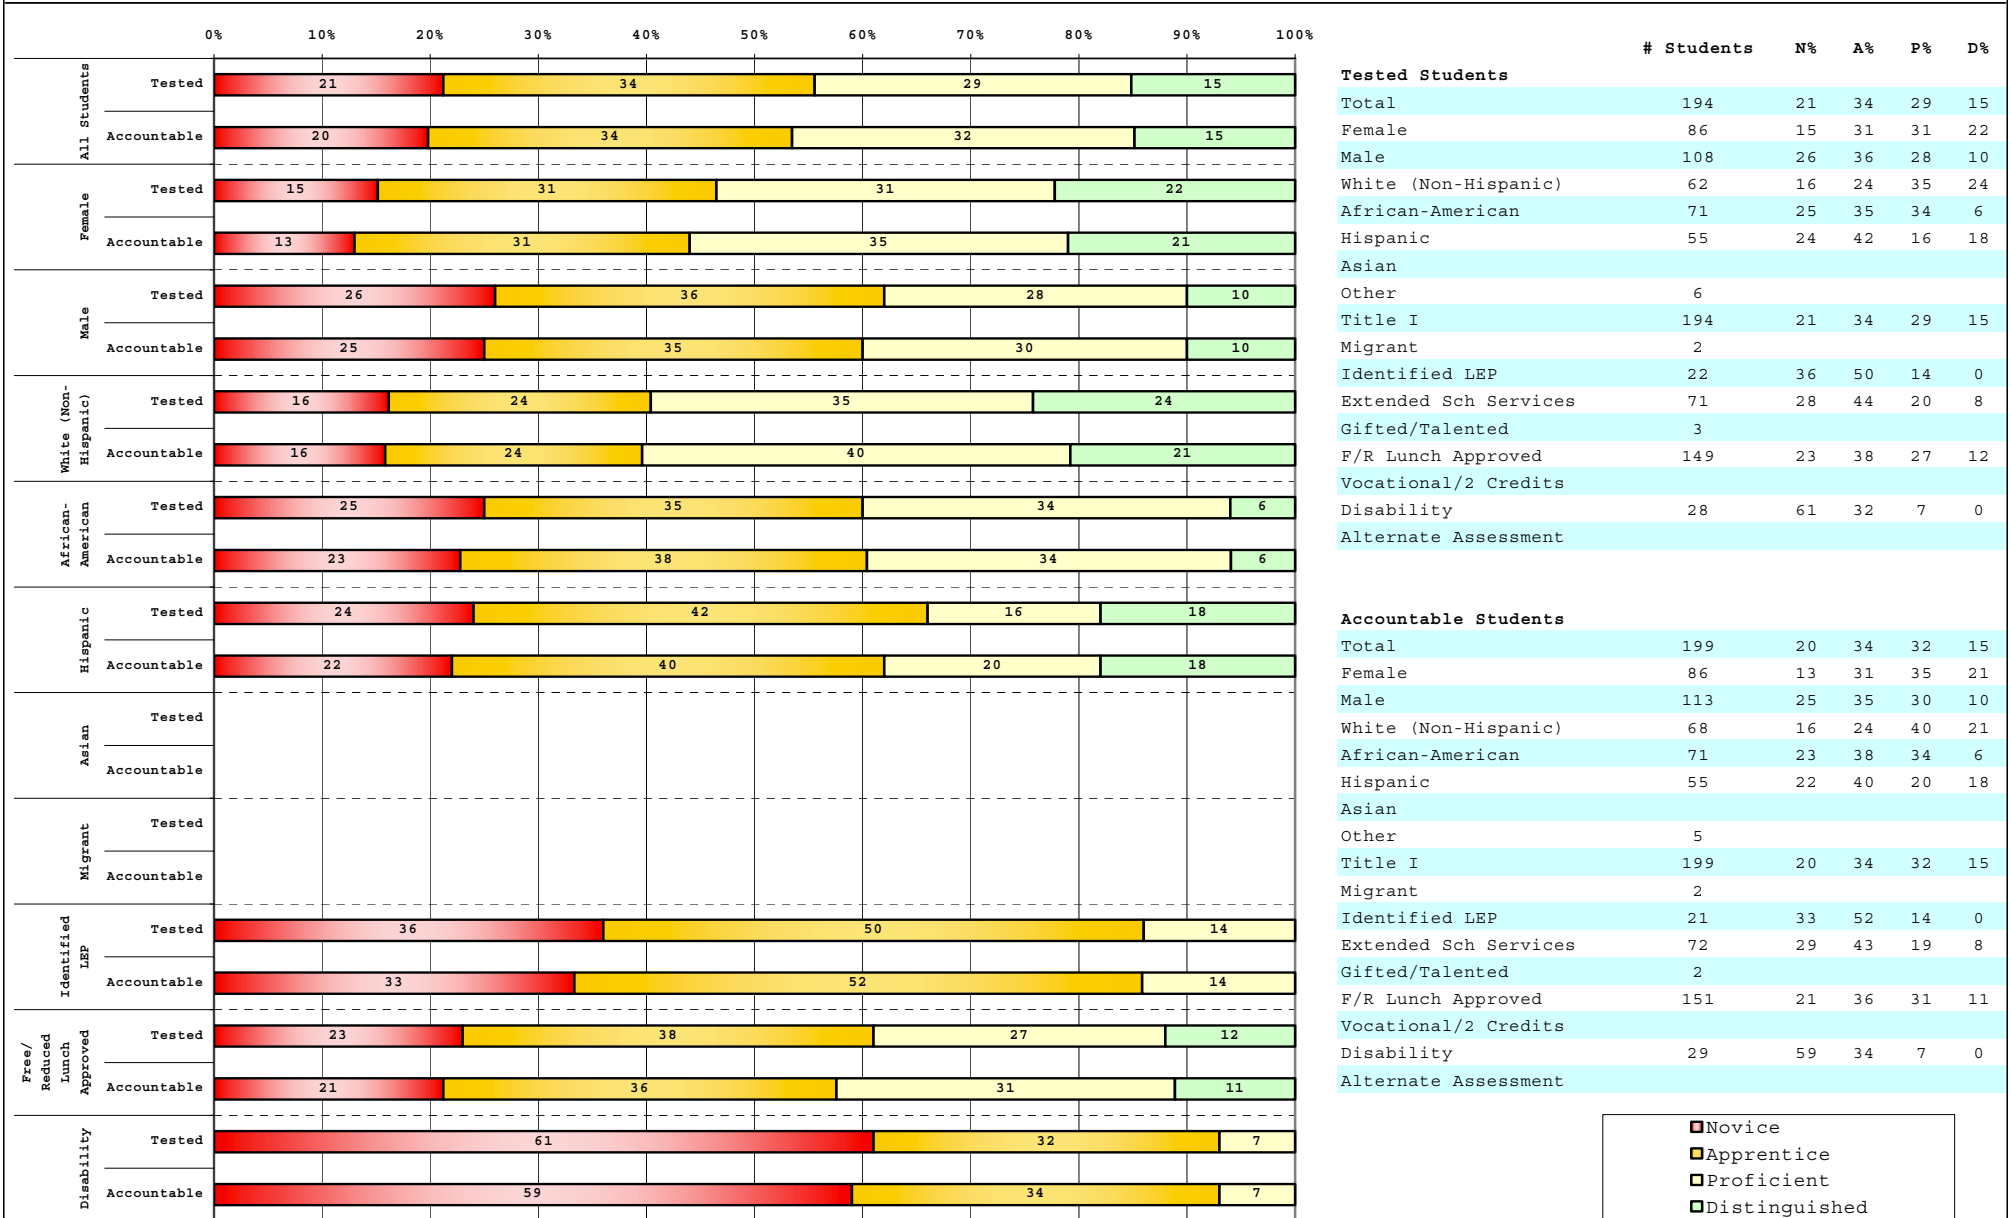 0% 10% 20% 30% 40% 50% 60% 70% 80% 90% 100%
All Students
Tested 21 34 29 15
Accountable 20 34 32 15
Female
Tested 15 31 31 22
Accountable 13 31 35 21
Male
Tested 26 36 28 10
Accountable 25 35 30 10
White (Non-
Hispanic)
Tested 16 24 35 24
Accountable 16 24 40 21
African-
American
Tested 25 35 34 6
Accountable 23 38 34 6
Hispanic
Tested 24 42 16 18
Accountable 22 40 20 18
Asian
Tested
Accountable
Migrant
Tested
Accountable
Identified
LEP
Tested 36 50 14
Accountable 33 52 14
Free/
Reduced
Lunch
Approved
Tested 23 38 27 12
Accountable 21 36 31 11
Disability
Tested 61 32 7
Accountable 59 34 7
# Students N% A% P% D%
Tested Students
Total 194 21 34 29 15
Female 86 15 31 31 22
Male 108 26 36 28 10
White (Non-Hispanic) 62 16 24 35 24
African-American 71 25 35 34 6
Hispanic 55 24 42 16 18
Asian
Other 6
Title I 194 21 34 29 15
Migrant 2
Identified LEP 22 36 50 14 0
Extended Sch Services 71 28 44 20 8
Gifted/Talented 3
F/R Lunch Approved 149 23 38 27 12
Vocational/2 Credits
Disability 28 61 32 7 0
Alternate Assessment
Accountable Students
Total 199 20 34 32 15
Female 86 13 31 35 21
Male 113 25 35 30 10
White (Non-Hispanic) 68 16 24 40 21
African-American 71 23 38 34 6
Hispanic 55 22 40 20 18
Asian
Other 5
Title I 199 20 34 32 15
Migrant 2
Identified LEP 21 33 52 14 0
Extended Sch Services 72 29 43 19 8
Gifted/Talented 2
F/R Lunch Approved 151 21 36 31 11
Vocational/2 Credits
Disability 29 59 34 7 0
Alternate Assessment
Novice
Apprentice
Proficient
Distinguished